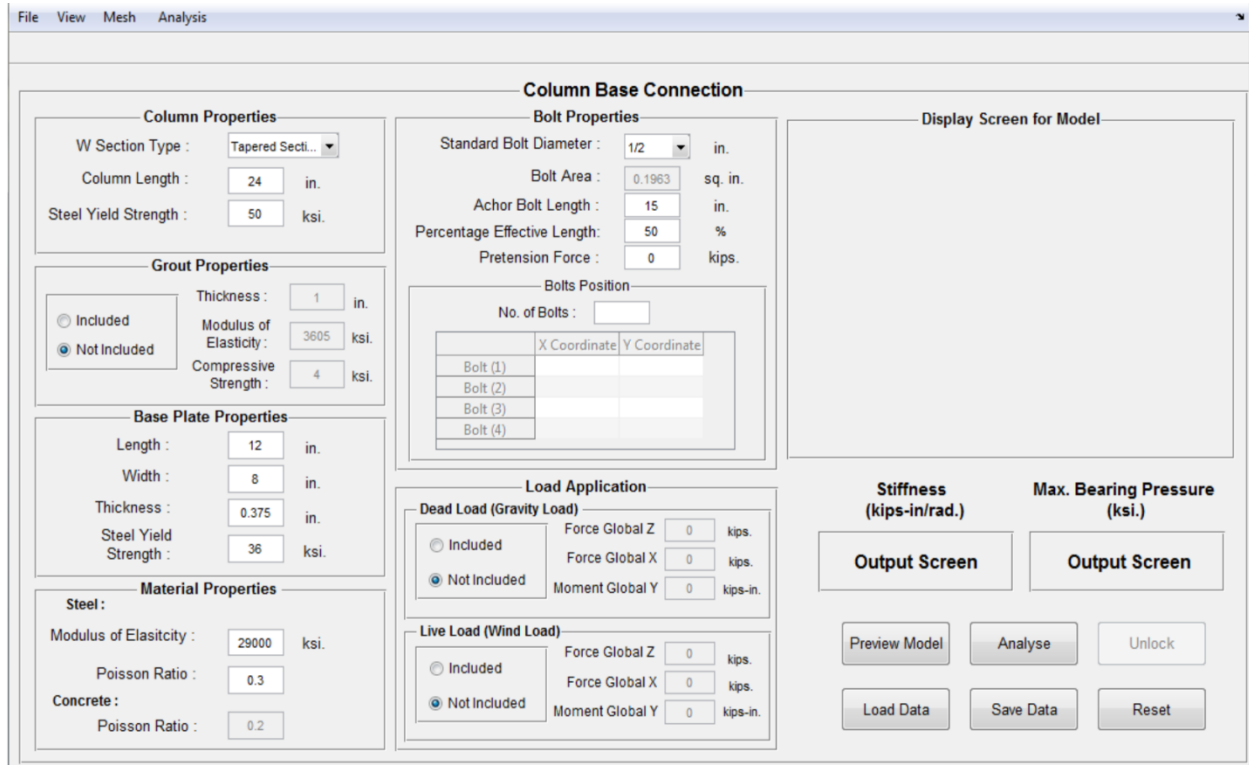 File View Mesh Analysis
Column Base Connection
Column Properties
W Section Type : Tapered Secti...
Column Length : 24 in.
Steel Yield Strength : 50 ksi.
Grout Properties
Included
Not Included
Thickness : 1 in.
Modulus of
Elasticity : 3605 ksi.
Compressive
Strength : 4 ksi.
Base Plate Properties
Length : 12 in.
Width : 8 in.
Thickness : 0.375 in.
Steel Yield
Strength : 36 ksi.
Material Properties
Steel :
Modulus of Elasitcity : 29000 ksi.
Poisson Ratio : 0.3
Concrete :
Poisson Ratio : 0.2
Bolt Properties
Standard Bolt Diameter : 1/2 in.
Bolt Area : 0.1963 sq. in.
Achor Bolt Length : 15 in.
Percentage Effective Length: 50 %
Pretension Force : 0 kips.
Bolts Position
No. of Bolts :
X Coordinate Y Coordinate
Bolt (1)
Bolt (2)
Bolt (3)
Bolt (4)
Load Application
Dead Load (Gravity Load)
Included
Not Included
Force Global Z 0 kips.
Force Global X 0 kips.
Moment Global Y 0 kips-in.
Live Load (Wind Load)
Included
Not Included
Force Global Z 0 kips.
Force Global X 0 kips.
Moment Global Y 0 kips-in.
Display Screen for Model
Stiffness
(kips-in/rad.)
Output Screen
Max. Bearing Pressure
(ksi.)
Output Screen
Preview Model Analyse Unlock
Load Data Save Data Reset